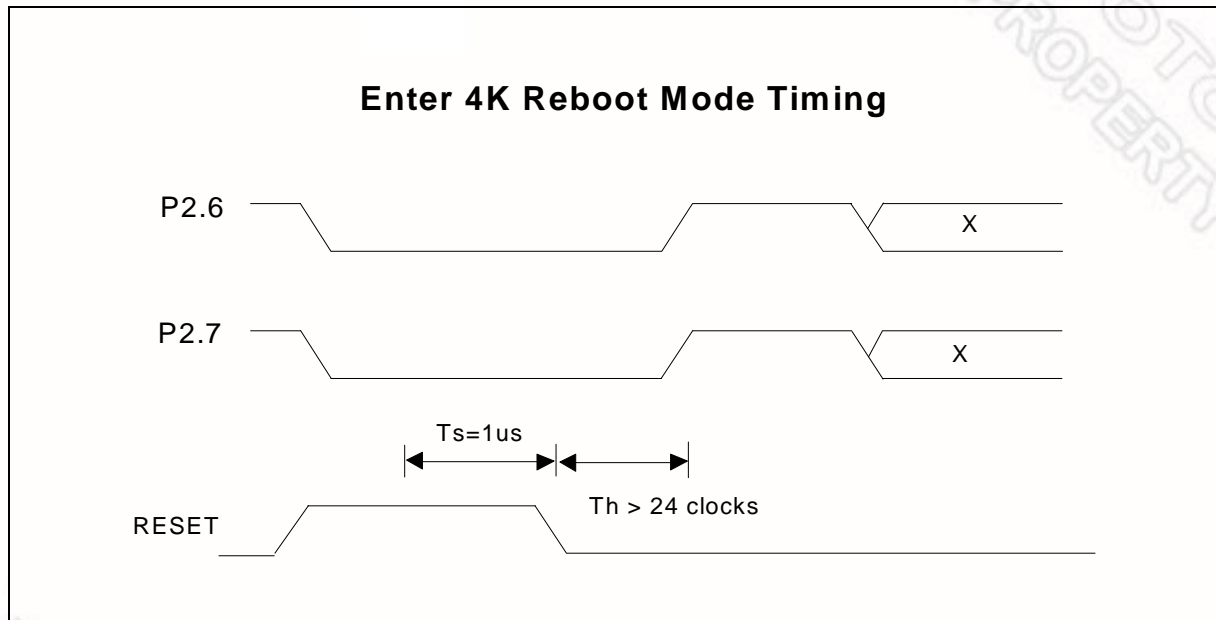 Enter 4K Reboot Mode Timing
P2.6
X
P2.7
X
Ts=1us
Th > 24 clocks
RESET